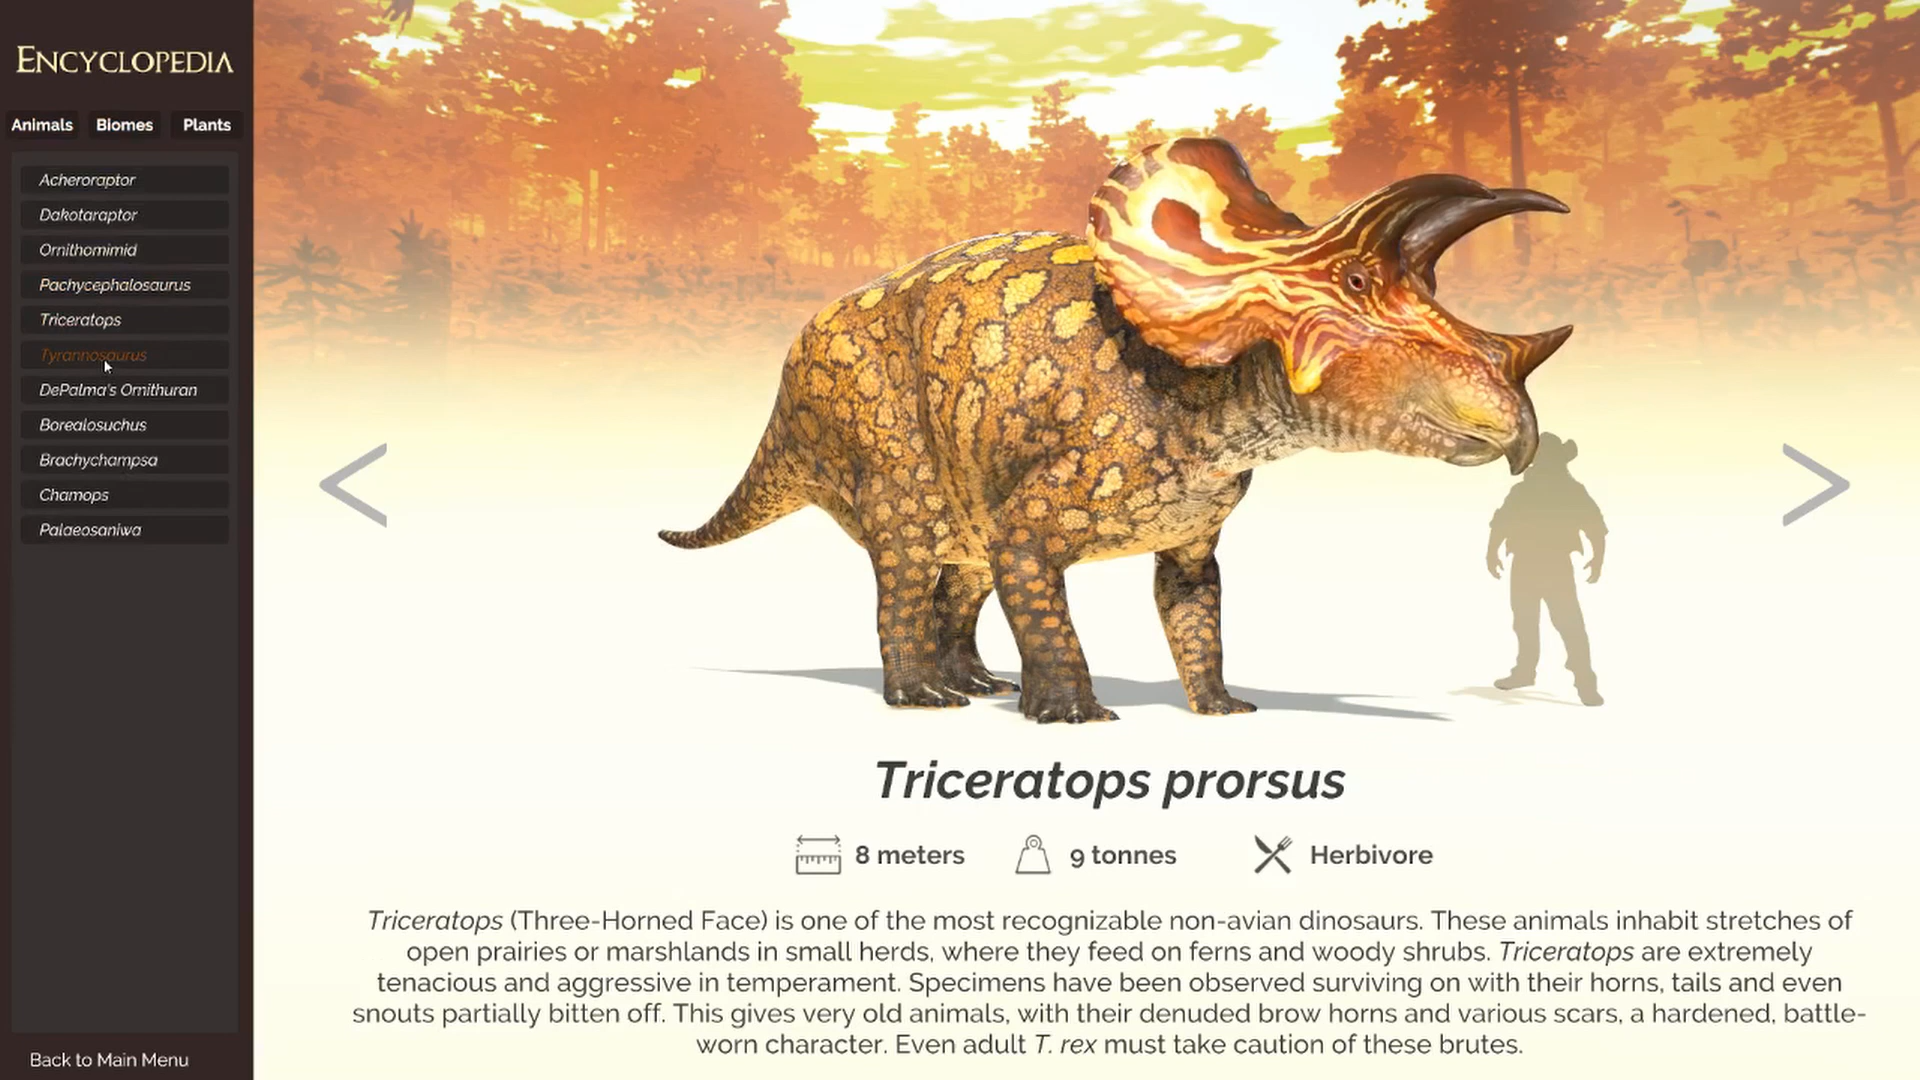 ENCYCLOPEDIA
Animals Biomes Plants
Acheroraptor
Dakotaraptor
Ornithomimid
Pachycephalosaurus
Triceratops
Tyrannosaurus
DePalma's Ornithuran
Borealosuchus
Brachychampsa
Chamops
Palaeosaniwa
Back to Main Menu
Triceratops prorsus
8 meters 9 tonnes Herbivore
Triceratops (Three-Horned Face) is one of the most recognizable non-avian dinosaurs. These animals inhabit stretches of
open prairies or marshlands in small herds, where they feed on ferns and woody shrubs. Triceratops are extremely
tenacious and aggressive in temperament. Specimens have been observed surviving on with their horns, tails and even
snouts partially bitten off. This gives very old animals, with their denuded brow horns and various scars, a hardened, battle-
worn character. Even adult T. rex must take caution of these brutes.